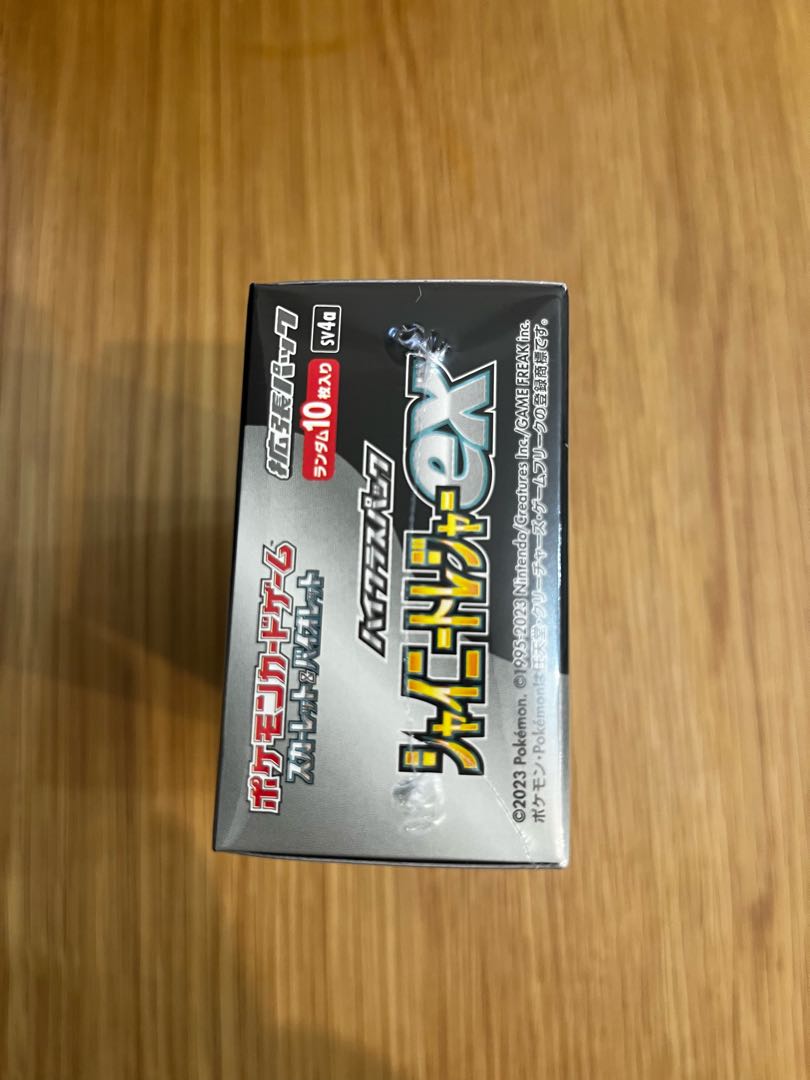 ポケモンカードゲーム™
スカーレット&バイオレット
拡張パック
ランダム10枚入り
sv4a
ハイクラスパック
シャイニートレジャーex
©2023 Pokémon. ©1995-2023 Nintendo/Creatures Inc./GAME FREAK inc.
ポケモン・Pokémonは任天堂・クリーチャーズ・ゲームフリークの登録商標です。